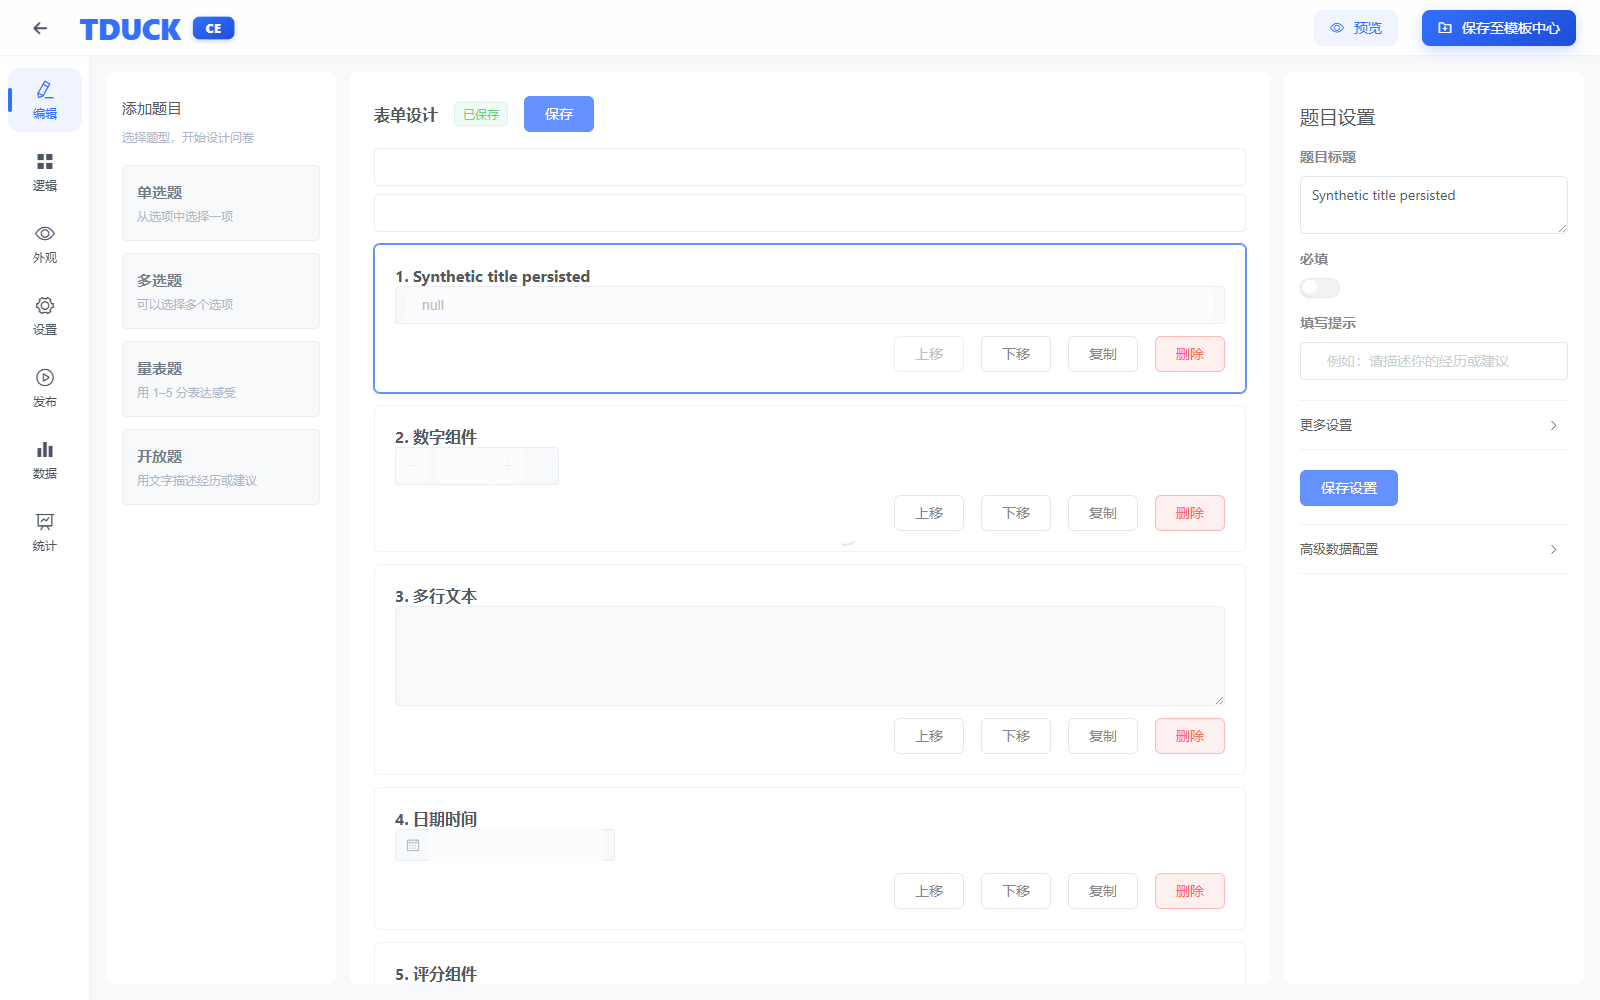 TDUCK CE
预览
保存至模板中心
编辑
逻辑
外观
设置
发布
数据
统计
添加题目
选择题型，开始设计问卷
单选题
从选项中选择一项
多选题
可以选择多个选项
量表题
用 1–5 分表达感受
开放题
用文字描述经历或建议
表单设计 已保存 保存
1. Synthetic title persisted
null
上移 下移 复制 删除
2. 数字组件
上移 下移 复制 删除
3. 多行文本
上移 下移 复制 删除
4. 日期时间
上移 下移 复制 删除
5. 评分组件
题目设置
题目标题
Synthetic title persisted
必填
填写提示
例如：请描述你的经历或建议
更多设置
保存设置
高级数据配置